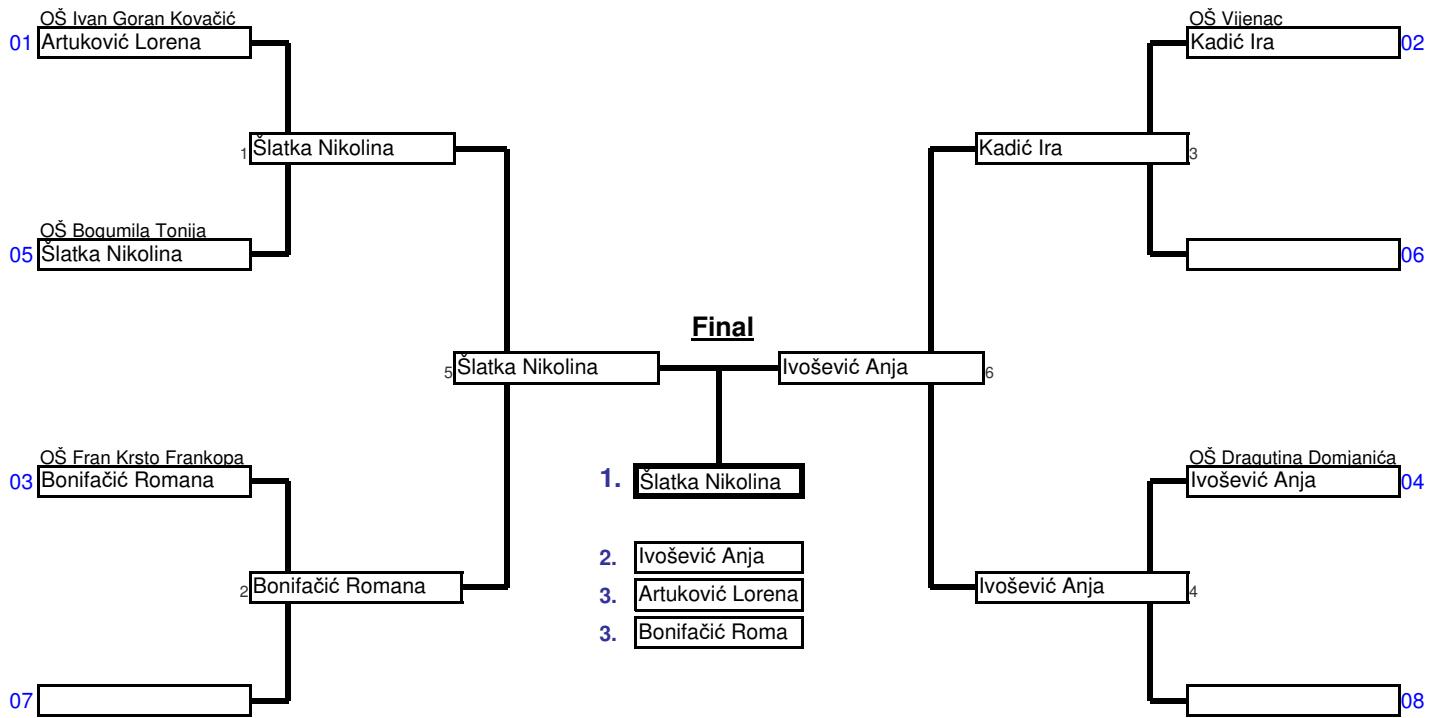 OŠ Ivan Goran Kovačić
01 Artuković Lorena
OŠ Vijenac
Kadić Ira 02
1 Šlatka Nikolina
Kadić Ira 3
OŠ Bogumila Tonija
05 Šlatka Nikolina
06
Final
5 Šlatka Nikolina
Ivošević Anja 6
OŠ Fran Krsto Frankopa
03 Bonifačić Romana
1. Šlatka Nikolina
OŠ Dragutina Domjanića
Ivošević Anja 04
2. Ivošević Anja
3. Artuković Lorena
3. Bonifačić Roma
2 Bonifačić Romana
Ivošević Anja 4
07
08